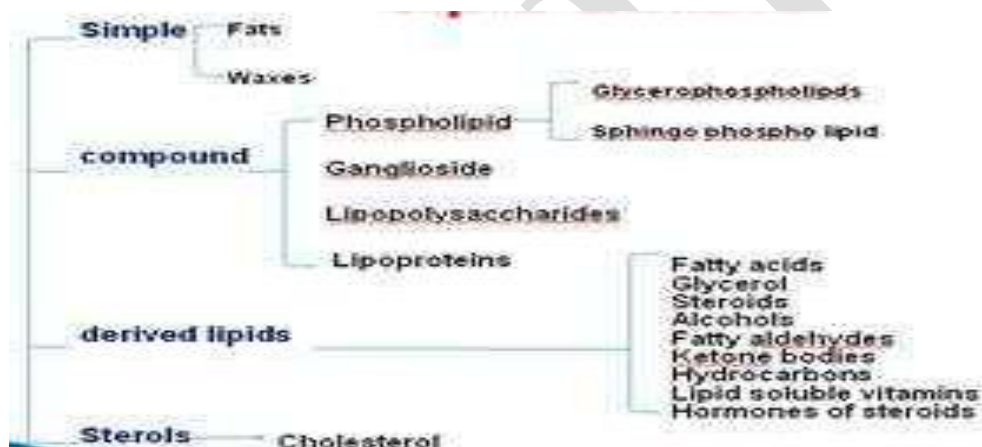 Simple
Fats
Waxes
compound
Phospholipid
Glycerophospholipds
Sphingo phospho lipid
Ganglioside
Lipopolysaccharides
Lipoproteins
derived lipids
Fatty acids
Glycerol
Steroids
Alcohols
Fatty aldehydes
Ketone bodies
Hydrocarbons
Lipid soluble vitamins
Hormones of steroids
Sterols
Cholesterol